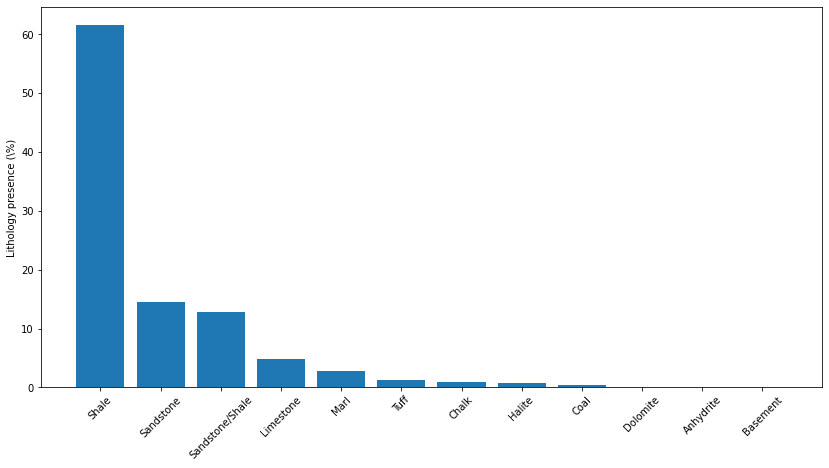 Lithology presence (\%)
60
50
40
30
20
10
0
Shale
Sandstone
Sandstone/Shale
Limestone
Marl
Tuff
Chalk
Halite
Coal
Dolomite
Anhydrite
Basement